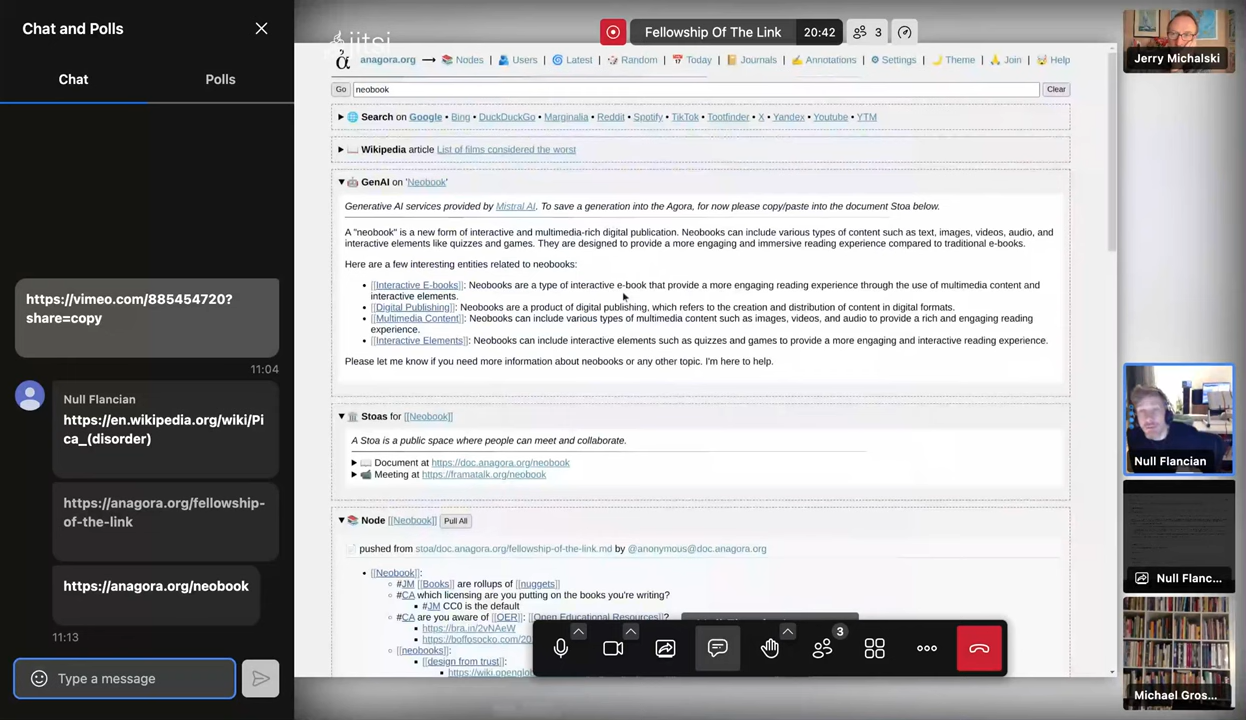 Chat and Polls
Chat
Polls
https://vimeo.com/885454720?
share=copy
11:04
Null Flancian
https://en.wikipedia.org/wiki/Pi
ca_(disorder)
https://anagora.org/fellowship-
of-the-link
https://anagora.org/neobook
11:13
Type a message
jitsi
Fellowship Of The Link
20:42
3
anagora.org → Nodes | Users | Latest | Random | Today | Journals | Annotations | Settings | Theme | Join | Help
Go
neobook
Clear
Search on Google • Bing • DuckDuckGo • Marginalia • Reddit • Spotify • TikTok • Tootfinder • X • Yandex • Youtube • YTM
Wikipedia article List of films considered the worst
GenAI on 'Neobook'
Generative AI services provided by Mistral AI. To save a generation into the Agora, for now please copy/paste into the document Stoa below.
A "neobook" is a new form of interactive and multimedia-rich digital publication. Neobooks can include various types of content such as text, images, videos, audio, and
interactive elements like quizzes and games. They are designed to provide a more engaging and immersive reading experience compared to traditional e-books.
Here are a few interesting entities related to neobooks:
[[Interactive E-books]]: Neobooks are a type of interactive e-book that provide a more engaging reading experience through the use of multimedia content and
interactive elements.
[[Digital Publishing]]: Neobooks are a product of digital publishing, which refers to the creation and distribution of content in digital formats.
[[Multimedia Content]]: Neobooks can include various types of multimedia content such as images, videos, and audio to provide a rich and engaging reading
experience.
[[Interactive Elements]]: Neobooks can include interactive elements such as quizzes and games to provide a more engaging and interactive reading experience.
Please let me know if you need more information about neobooks or any other topic. I'm here to help.
Stoas for [[Neobook]]
A Stoa is a public space where people can meet and collaborate.
Document at https://doc.anagora.org/neobook
Meeting at https://framatalk.org/neobook
Node [[Neobook]] Pull All
pushed from stoa/doc.anagora.org/fellowship-of-the-link.md by @anonymous@doc.anagora.org
[[Neobook]]:
#JM [[Books]] are rollups of [[nuggets]]
#CA which licensing are you putting on the books you're writing?
#JM CC0 is the default
#CA are you aware of [[OER]]: [[Open Educational Resources]]?
https://bra.in/2vNAeW
https://boffosocko.com/20
[[neobooks]]:
[[design from trust]]:
https://wiki.openglob
3
Jerry Michalski
Null Flancian
Null Flanc...
Michael Gros...